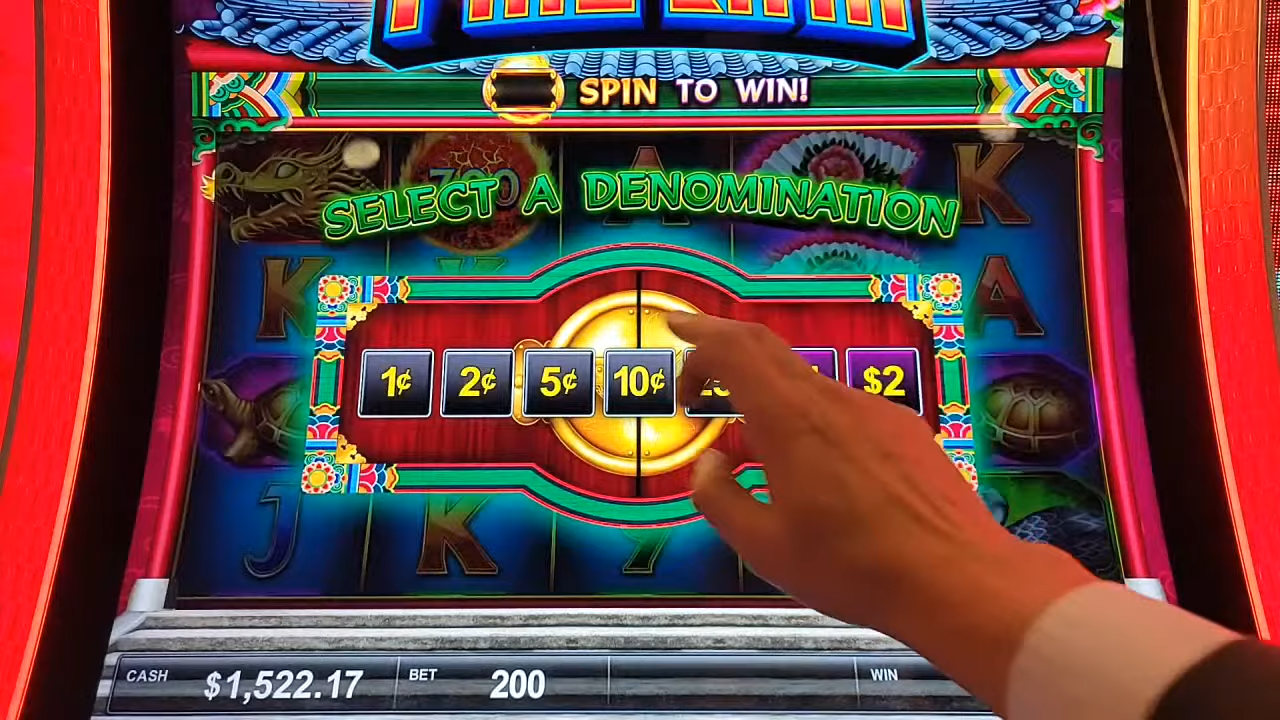 SPIN TO WIN!
SELECT A DENOMINATION
1¢ 2¢ 5¢ 10¢ $2
CASH $1,522.17 BET 200 WIN
K
K A
J K